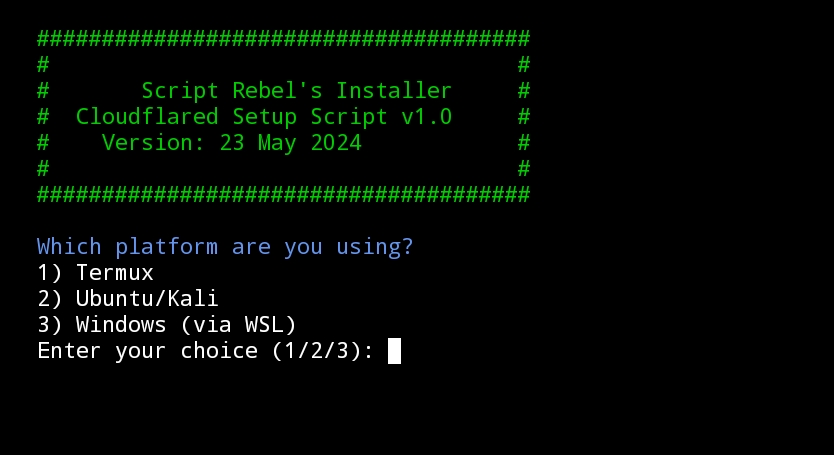 ######################################
#                                    #
#       Script Rebel's Installer     #
#  Cloudflared Setup Script v1.0     #
#    Version: 23 May 2024            #
#                                    #
######################################
Which platform are you using?
1) Termux
2) Ubuntu/Kali
3) Windows (via WSL)
Enter your choice (1/2/3):